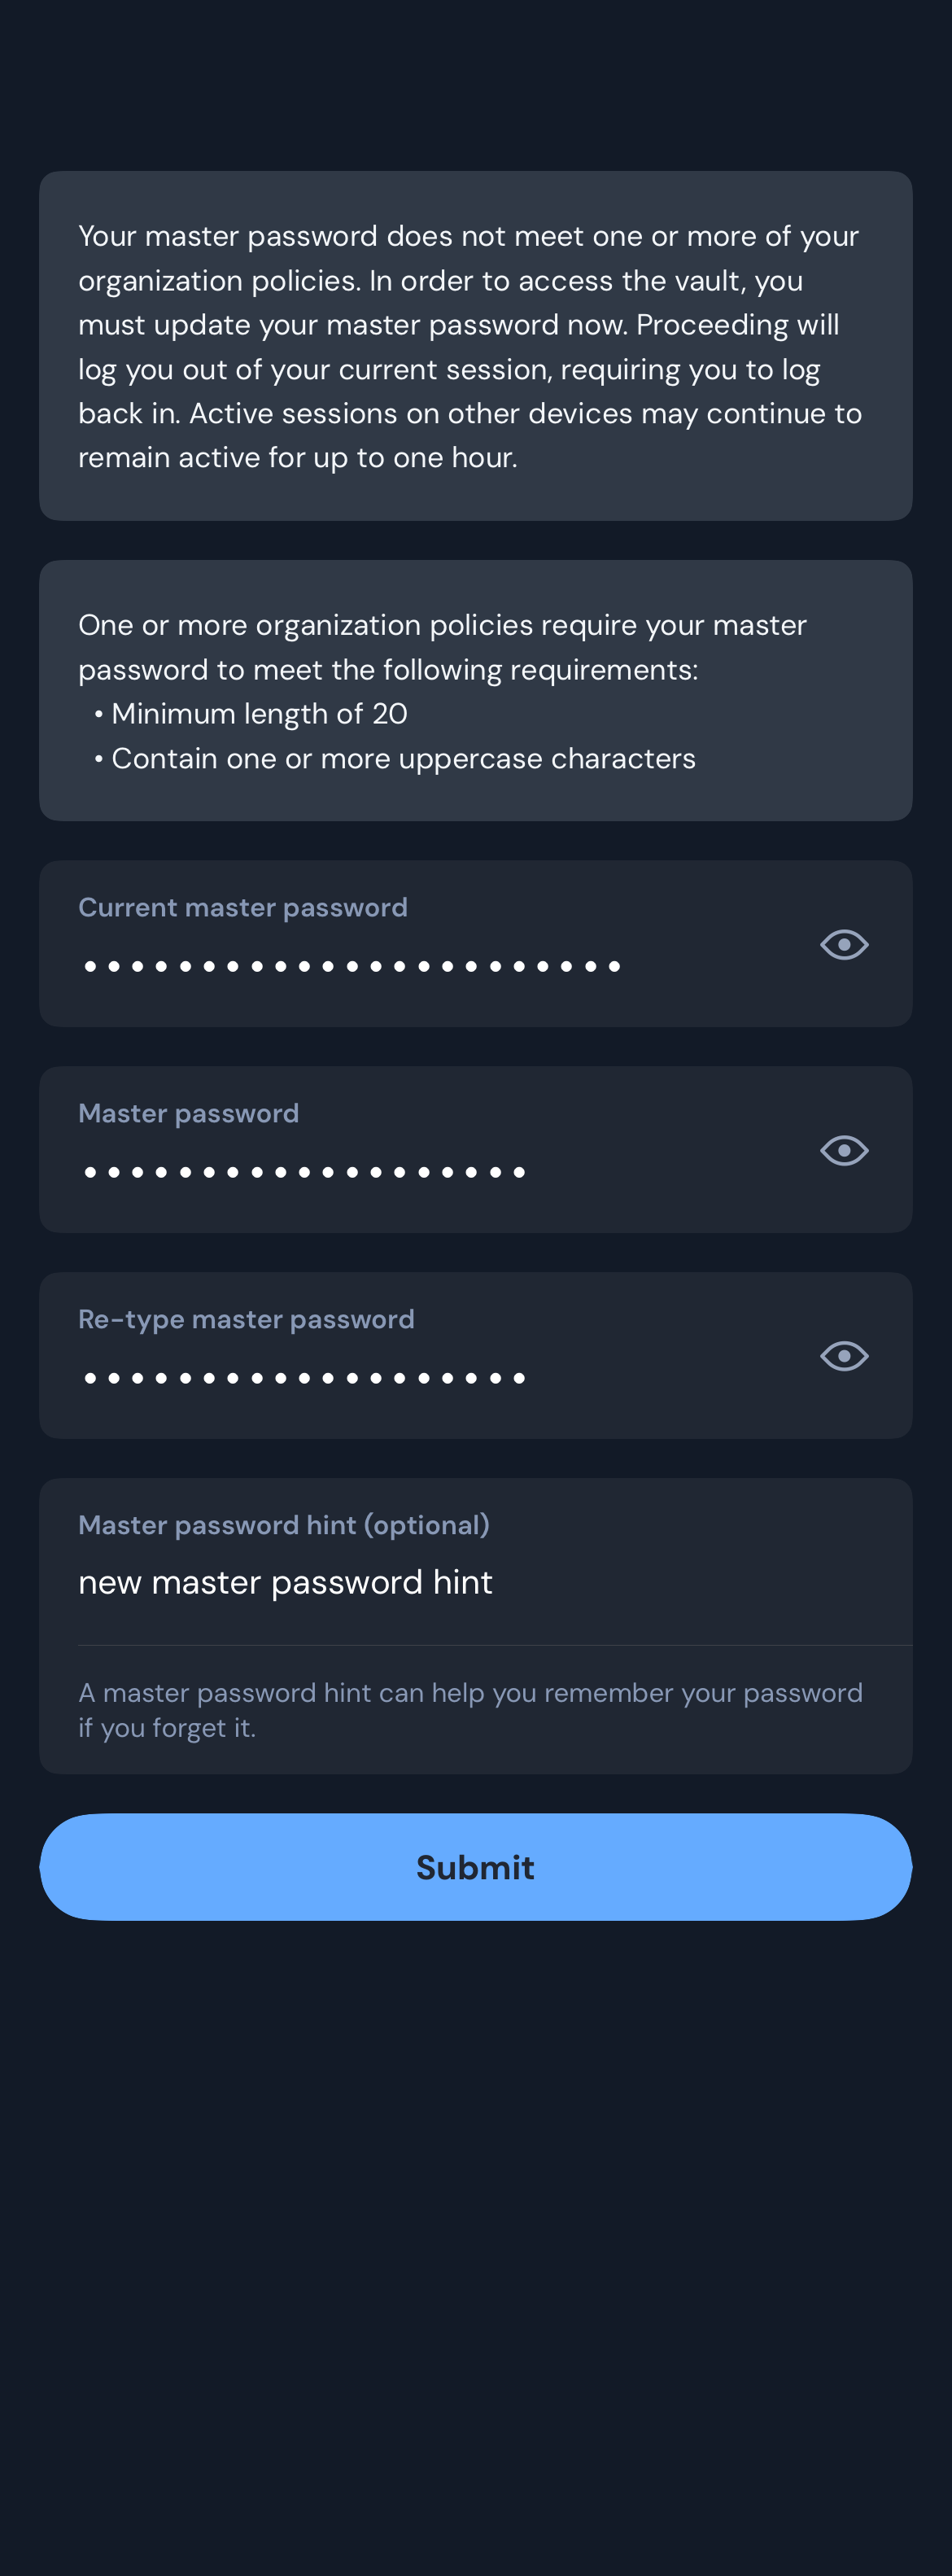 Your master password does not meet one or more of your
organization policies. In order to access the vault, you
must update your master password now. Proceeding will
log you out of your current session, requiring you to log
back in. Active sessions on other devices may continue to
remain active for up to one hour.
One or more organization policies require your master
password to meet the following requirements:
• Minimum length of 20
• Contain one or more uppercase characters
Current master password
•••••••••••••••••••••••
Master password
•••••••••••••••••••
Re-type master password
•••••••••••••••••••
Master password hint (optional)
new master password hint
A master password hint can help you remember your password
if you forget it.
Submit